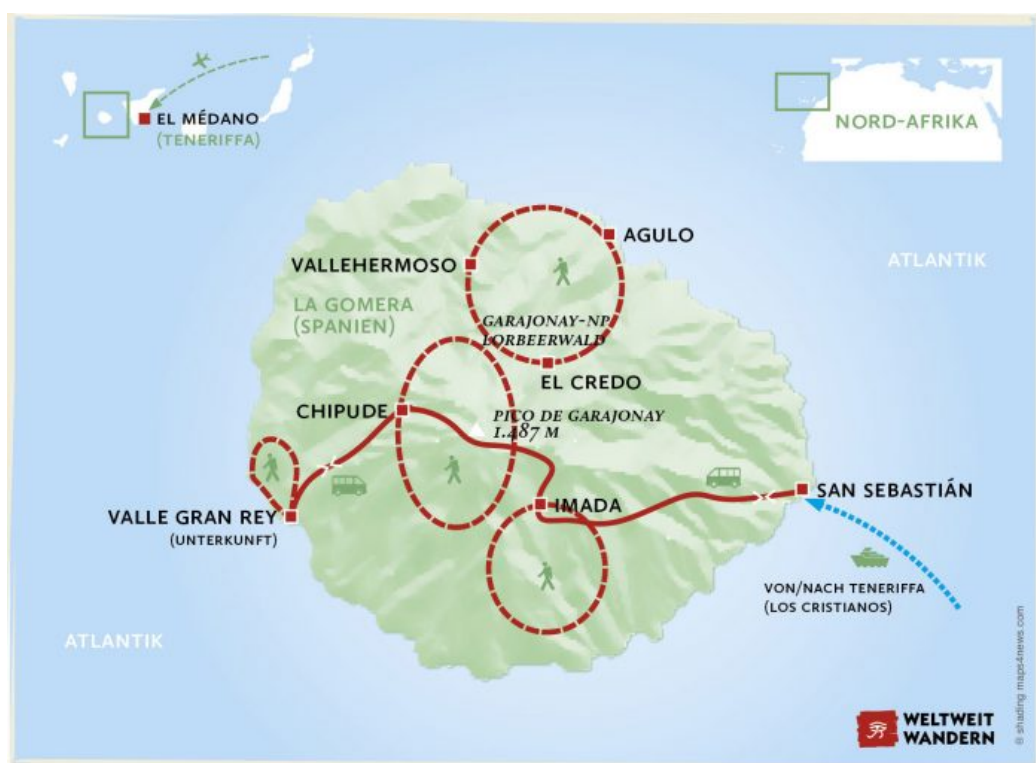 EL MÉDANO
(TENERIFFA)
NORD-AFRIKA
AGULO
VALLEHERMOSO
ATLANTIK
LA GOMERA
(SPANIEN)
GARAJONAY-NP
LORBEERWALD
EL CREDO
CHIPUDE
PICO DE GARAJONAY
1.487 M
SAN SEBASTIÁN
IMADA
VALLE GRAN REY
(UNTERKUNFT)
VON/NACH TENERIFFA
(LOS CRISTIANOS)
ATLANTIK
WELTWEIT
WANDERN
© shading maps4news.com